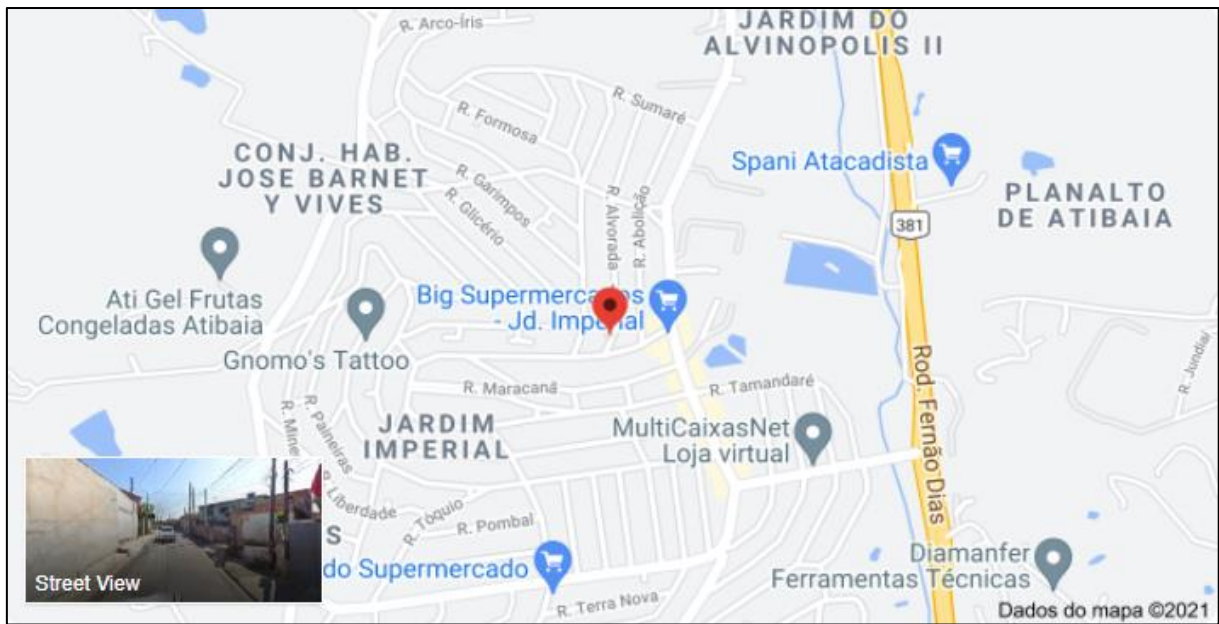 R. Arco-Íris
JARDIM DO
ALVINOPOLIS II
R. Sumaré
R. Formosa
CONJ. HAB.
JOSE BARNET
Y VIVES
Spani Atacadista
R. Garimpos
R. Glicério
R. Alvorada
R. Abolição
PLANALTO
DE ATIBAIA
381
Ati Gel Frutas
Congeladas Atibaia
Big Supermercados
- Jd. Imperial
Gnomo's Tattoo
R. Jundiaí
Rod. Fernão Dias
R. Maracanã
R. Tamandaré
R. Paineiras
JARDIM
IMPERIAL
MultiCaixasNet
Loja virtual
R. Tóquio
R. Pombal
Liberdade
S
do Supermercado
Diamanfer
Ferramentas Técnicas
Street View
R. Terra Nova
Dados do mapa ©2021